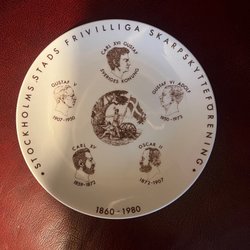 STOCKHOLMS STADS FRIVILLIGA SKARPSKYTTEFÖRENING
CARL XVI GUSTAF
SVERIGES KONUNG
GUSTAF V
1907-1950
GUSTAF VI ADOLF
1950-1973
CARL XV
1859-1872
OSCAR II
1872-1907
• 1860-1980 •